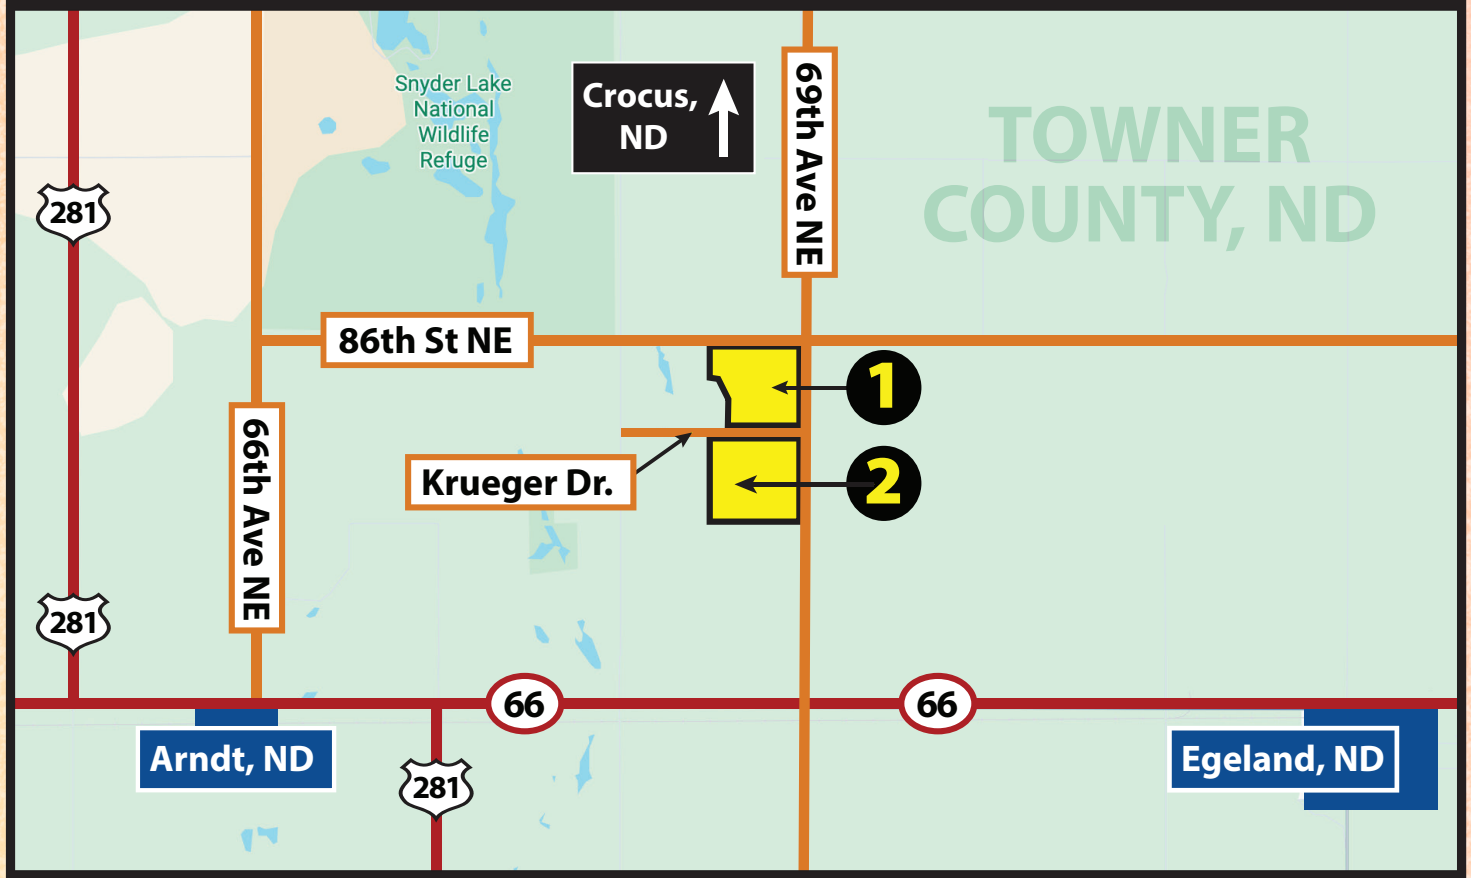 Snyder Lake
National
Wildlife
Refuge
Crocus,
ND
69th Ave NE
TOWNER
COUNTY, ND
281
86th St NE
1
66th Ave NE
Krueger Dr.
2
281
66
66
Arndt, ND
281
Egeland, ND